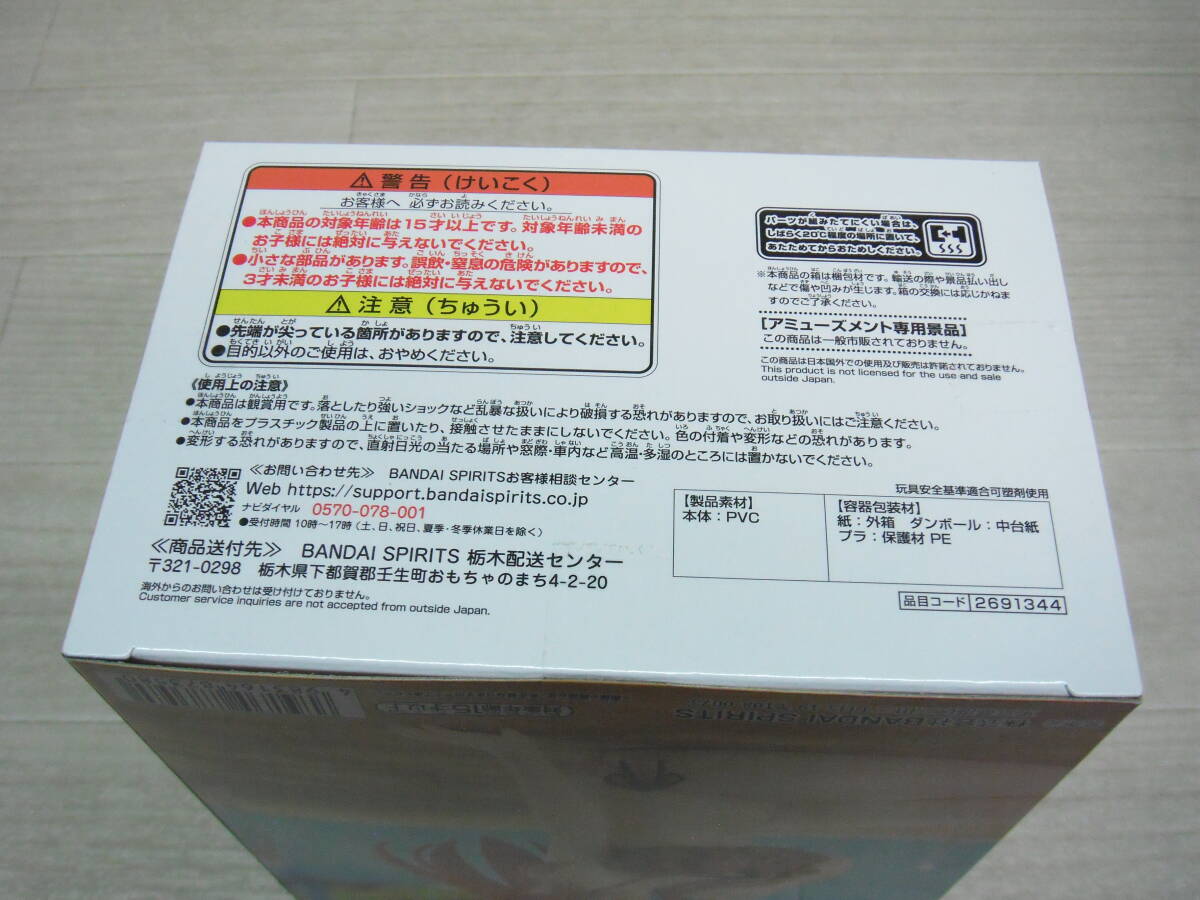 ⚠警告(けいこく)
お客様へ 必ずお読みください。
●本商品の対象年齢は15才以上です。対象年齢未満の
お子様には絶対に与えないでください。
●小さな部品があります。誤飲・窒息の危険がありますので、
3才未満のお子様には絶対に与えないでください。
⚠注意(ちゅうい)
●先端が尖っている箇所がありますので、注意してください。
●目的以外のご使用は、おやめください。
パーツが組みたてにくい場合は、
しばらく20℃程度の場所に置いて、
あたためてからおためしください。
※本商品の箱は梱包材です。輸送の際や景品払い出し
などで傷や凹みが生じます。箱の交換には応じかねま
すのでご了承ください。
【アミューズメント専用景品】
この商品は一般市販されておりません。
この商品は日本国外での使用及び販売は許諾されておりません。
This product is not licensed for the use and sale
outside Japan.
《使用上の注意》
●本商品は観賞用です。落としたり強いショックなど乱暴な扱いにより破損する恐れがありますので、お取り扱いにはご注意ください。
●本商品をプラスチック製品の上に置いたり、接触させたままにしないでください。色の付着や変形などの恐れがあります。
●変形する恐れがありますので、直射日光の当たる場所や窓際・車内など高温・多湿のところには置かないでください。
≪お問い合わせ先≫ BANDAI SPIRITSお客様相談センター
Web https://support.bandaispirits.co.jp
ナビダイヤル 0570-078-001
●受付時間 10時~17時(土、日、祝日、夏季・冬季休業日を除く)
≪商品送付先≫ BANDAI SPIRITS 栃木配送センター
〒321-0298 栃木県下都賀郡壬生町おもちゃのまち4-2-20
海外からのお問い合わせは受け付けておりません。
Customer service inquiries are not accepted from outside Japan.
玩具安全基準適合可塑剤使用
【製品素材】
本体:PVC
【容器包装材】
紙:外箱 ダンボール:中台紙
プラ:保護材 PE
品目コード 2691344
対象年齢15才以上
株式会社BANDAI SPIRITS